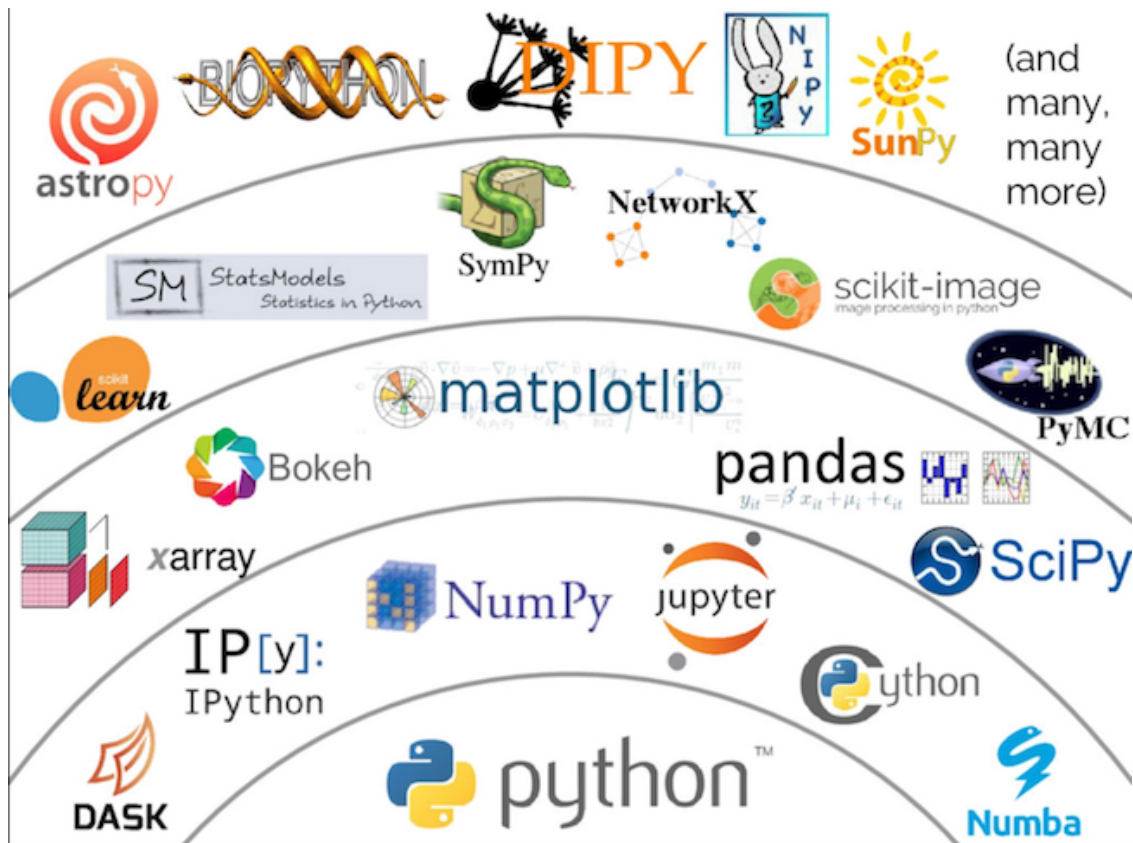 BIOPYTHON
DIPY
NIPY
astropy
SunPy
(and
many,
many
more)
SymPy
NetworkX
SM
StatsModels
Statistics in Python
scikit-image
image processing in python
scikit
learn
matplotlib
PyMC
Bokeh
pandas
xarray
NumPy
jupyter
SciPy
IP[y]:
IPython
Cython
DASK
python™
Numba